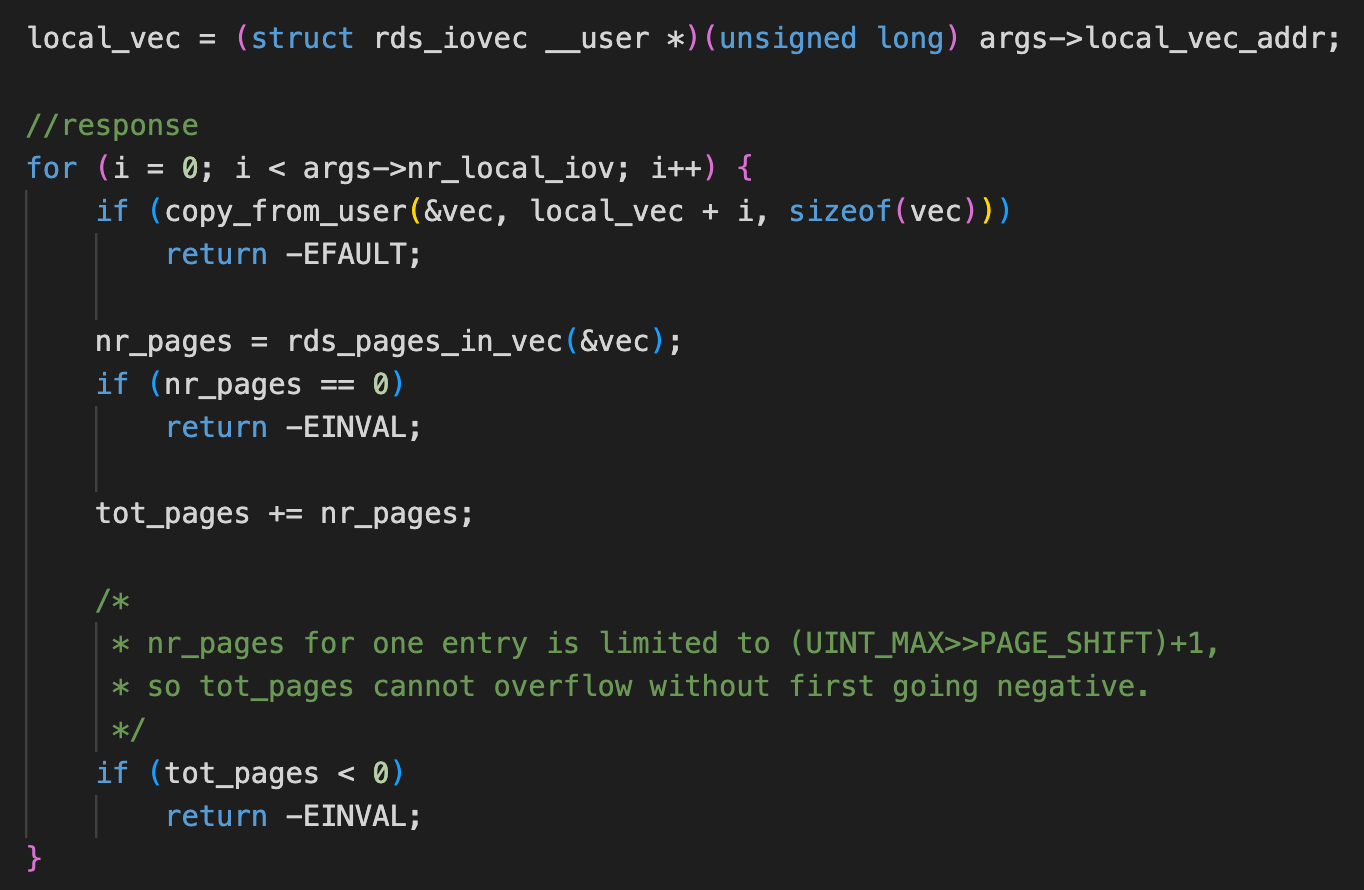 local_vec = (struct rds_iovec __user *)(unsigned long) args->local_vec_addr;
//response
for (i = 0; i < args->nr_local_iov; i++) {
if (copy_from_user(&vec, local_vec + i, sizeof(vec)))
return -EFAULT;
nr_pages = rds_pages_in_vec(&vec);
if (nr_pages == 0)
return -EINVAL;
tot_pages += nr_pages;
/*
* nr_pages for one entry is limited to (UINT_MAX>>PAGE_SHIFT)+1,
* so tot_pages cannot overflow without first going negative.
*/
if (tot_pages < 0)
return -EINVAL;
}